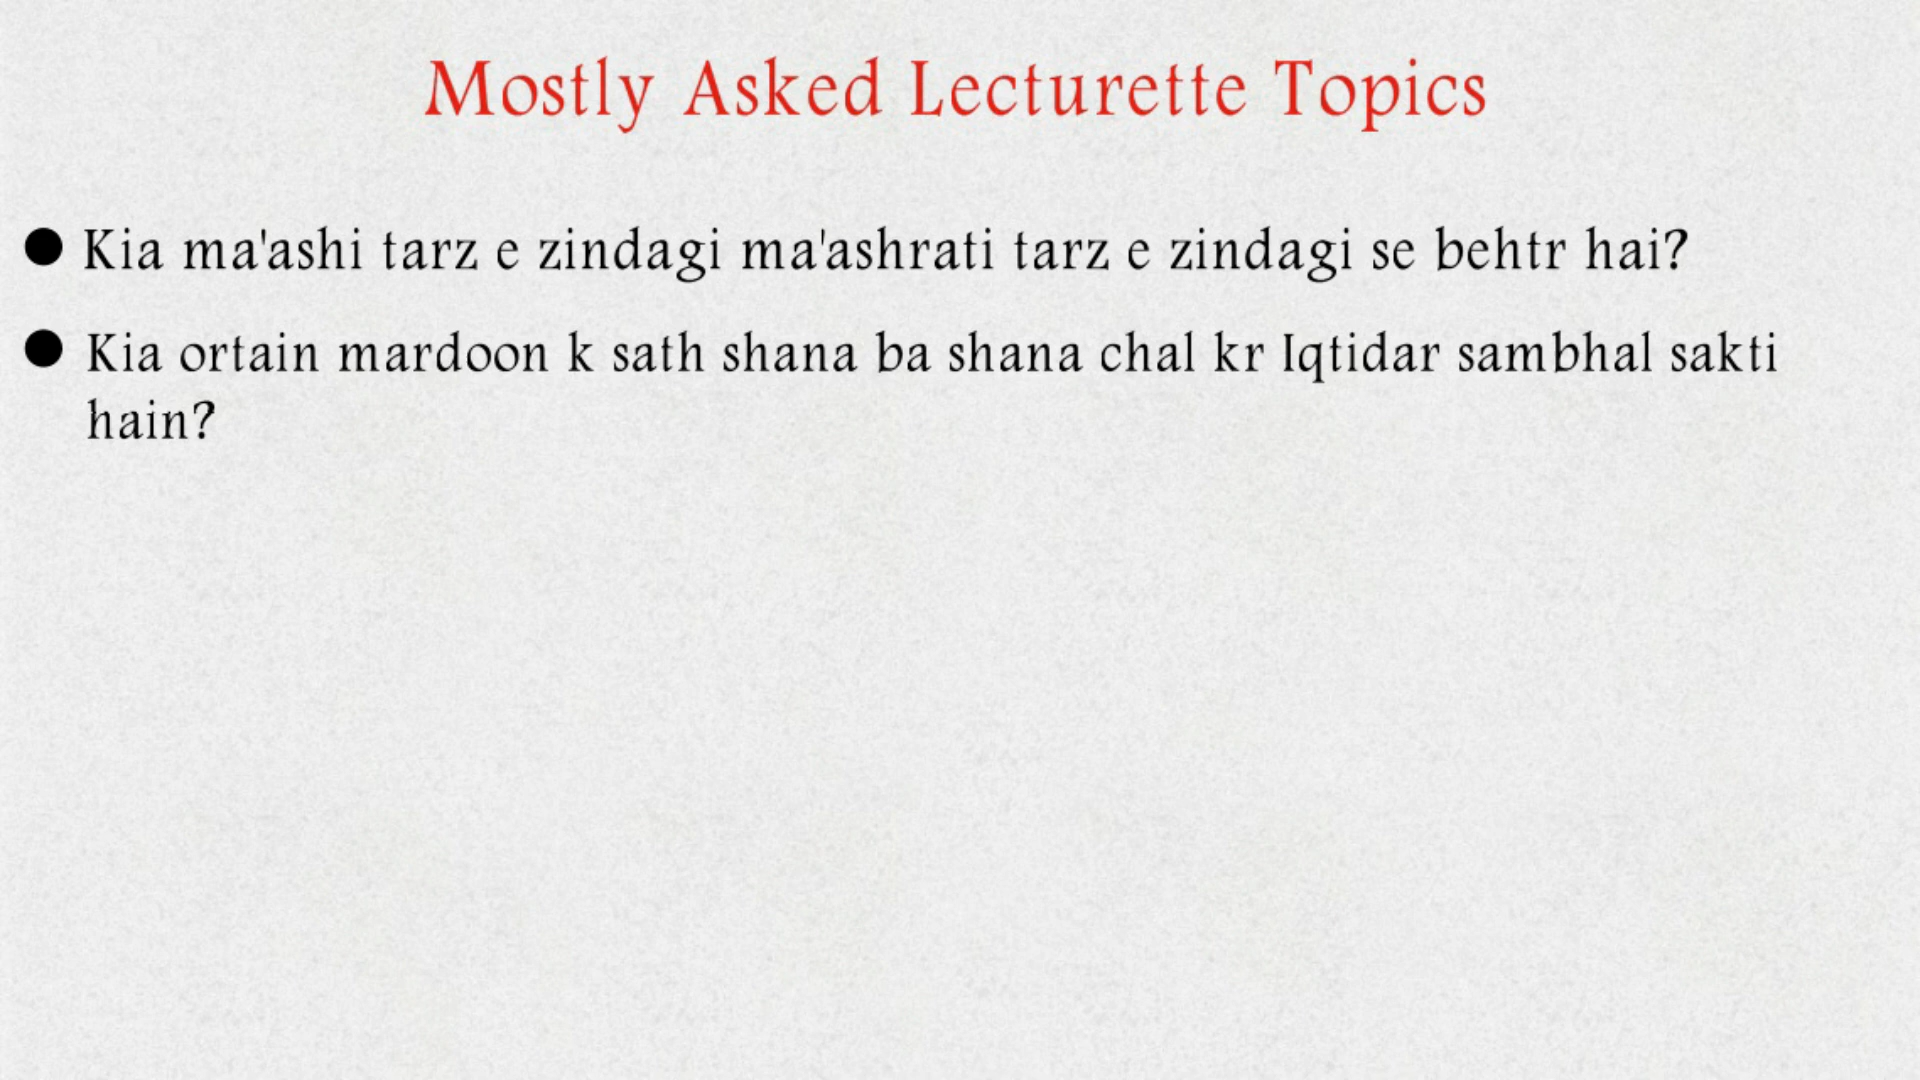 Mostly Asked Lecturette Topics
● Kia ma'ashi tarz e zindagi ma'ashrati tarz e zindagi se behtr hai?
● Kia ortain mardoon k sath shana ba shana chal kr Iqtidar sambhal sakti
hain?